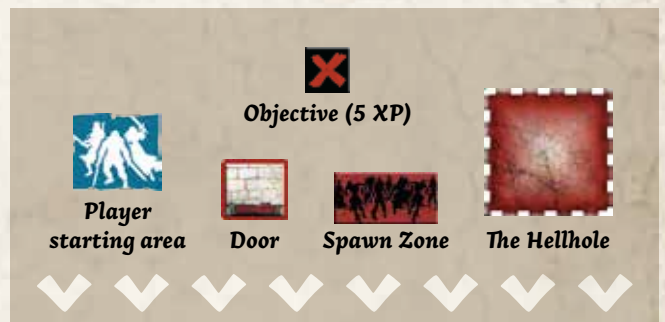 Objective (5 XP)
Player
starting area
Door
Spawn Zone
The Hellhole